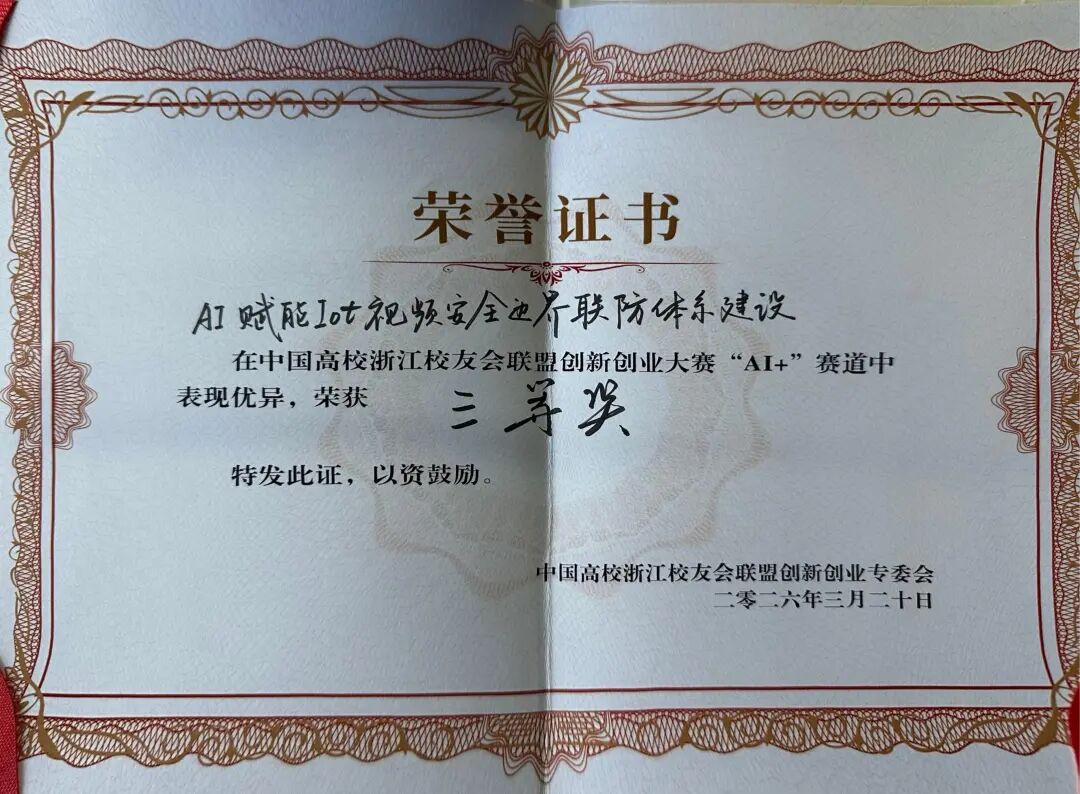 荣誉证书
AI赋能Iot视频安全边界联防体系建设
在中国高校浙江校友会联盟创新创业大赛“AI+”赛道中
表现优异，荣获 三等奖
特发此证，以资鼓励。
中国高校浙江校友会联盟创新创业专委会
二零二六年三月二十日